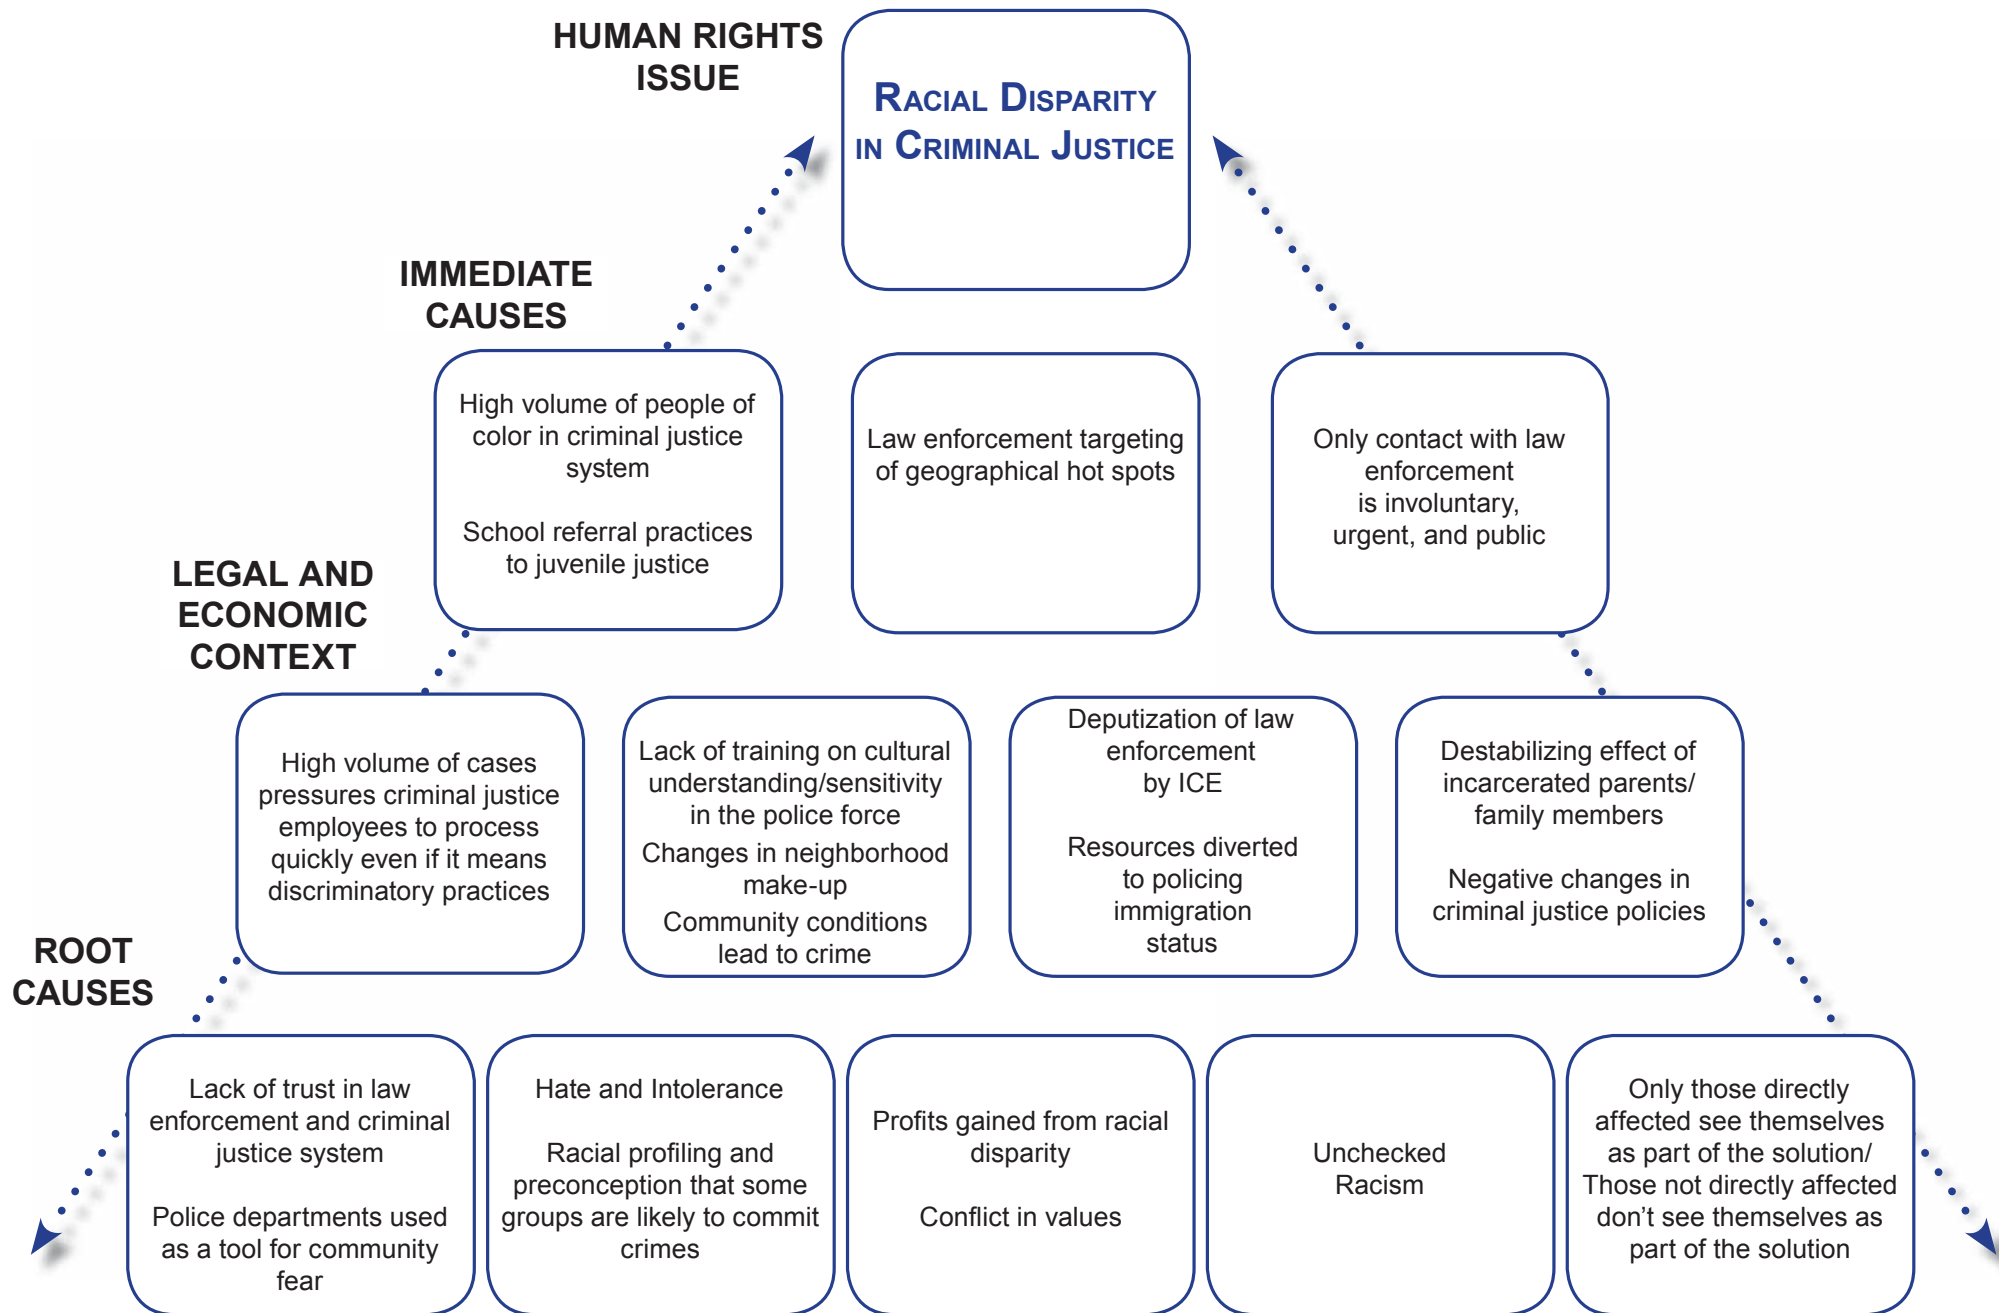 HUMAN RIGHTS
ISSUE
RACIAL DISPARITY
IN CRIMINAL JUSTICE
IMMEDIATE
CAUSES
High volume of people of
color in criminal justice
system
School referral practices
to juvenile justice
Law enforcement targeting
of geographical hot spots
Only contact with law
enforcement
is involuntary,
urgent, and public
LEGAL AND
ECONOMIC
CONTEXT
High volume of cases
pressures criminal justice
employees to process
quickly even if it means
discriminatory practices
Lack of training on cultural
understanding/sensitivity
in the police force
Changes in neighborhood
make-up
Community conditions
lead to crime
Deputization of law
enforcement
by ICE
Resources diverted
to policing
immigration
status
Destabilizing effect of
incarcerated parents/
family members
Negative changes in
criminal justice policies
ROOT
CAUSES
Lack of trust in law
enforcement and criminal
justice system
Police departments used
as a tool for community
fear
Hate and Intolerance
Racial profiling and
preconception that some
groups are likely to commit
crimes
Profits gained from racial
disparity
Conflict in values
Unchecked
Racism
Only those directly
affected see themselves
as part of the solution/
Those not directly affected
don't see themselves as
part of the solution